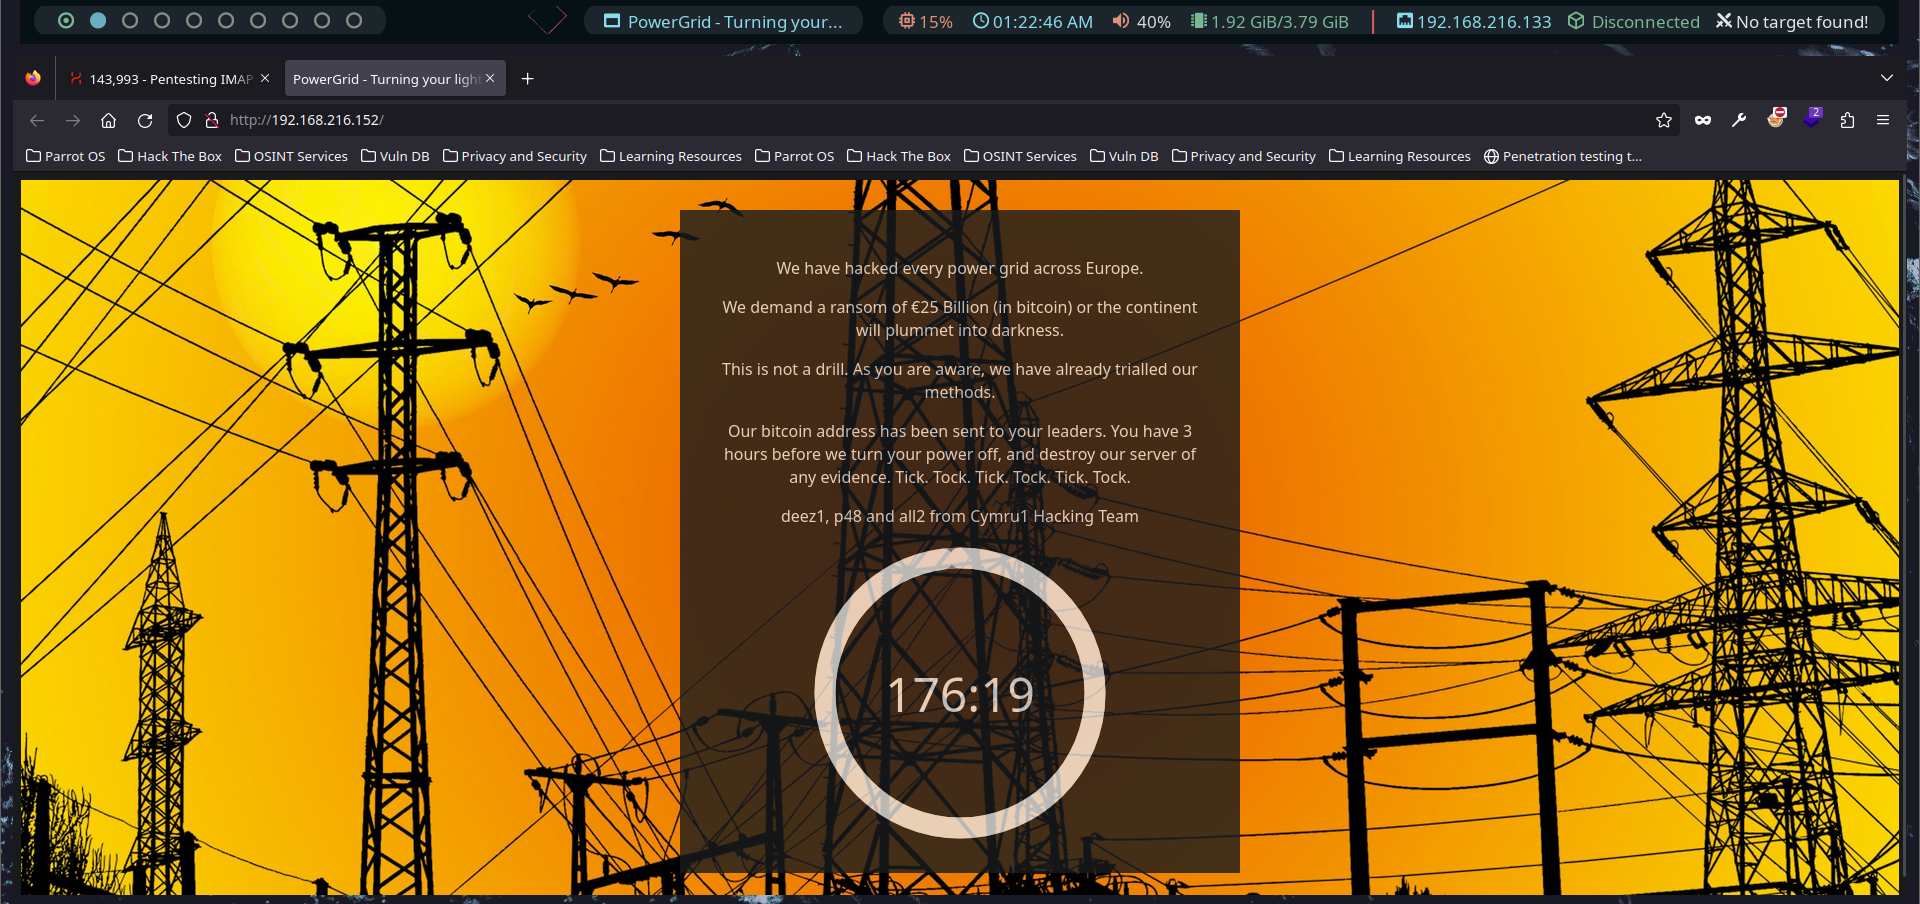 PowerGrid - Turning your...
15%
01:22:46 AM
40%
1.92 GiB/3.79 GiB
192.168.216.133
Disconnected
No target found!
143,993 - Pentesting IMAP
PowerGrid - Turning your light
http://192.168.216.152/
2
Parrot OS
Hack The Box
OSINT Services
Vuln DB
Privacy and Security
Learning Resources
Parrot OS
Hack The Box
OSINT Services
Vuln DB
Privacy and Security
Learning Resources
Penetration testing t...
We have hacked every power grid across Europe.
We demand a ransom of €25 Billion (in bitcoin) or the continent
will plummet into darkness.
This is not a drill. As you are aware, we have already trialled our
methods.
Our bitcoin address has been sent to your leaders. You have 3
hours before we turn your power off, and destroy our server of
any evidence. Tick. Tock. Tick. Tock. Tick. Tock.
deez1, p48 and all2 from Cymru1 Hacking Team
176:19